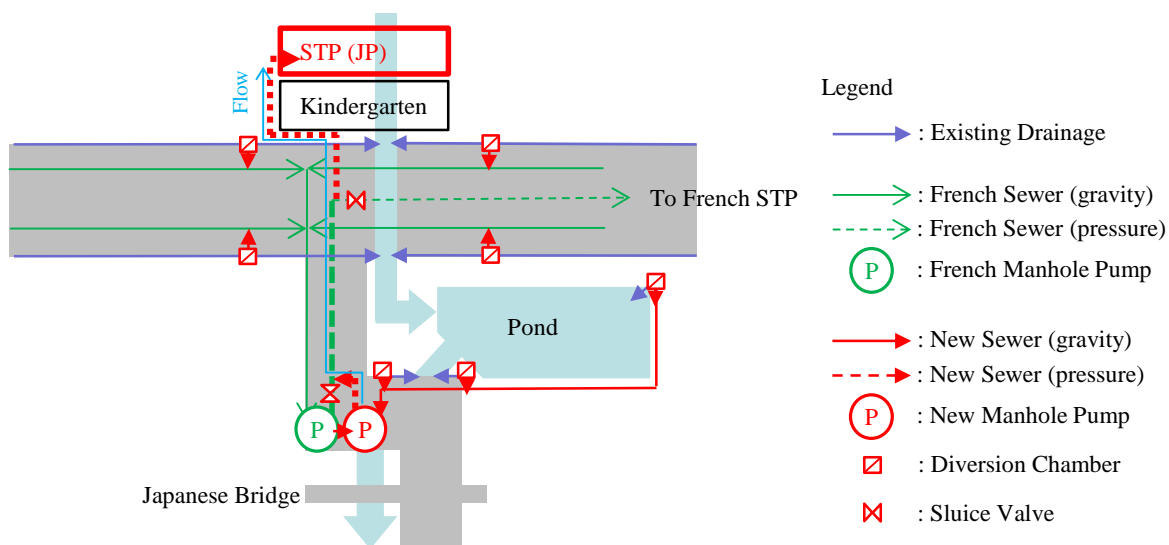 STP (JP)
Flow
Kindergarten
To French STP
Pond
P
P
Japanese Bridge
Legend
: Existing Drainage
: French Sewer (gravity)
: French Sewer (pressure)
P : French Manhole Pump
: New Sewer (gravity)
: New Sewer (pressure)
P : New Manhole Pump
: Diversion Chamber
: Sluice Valve